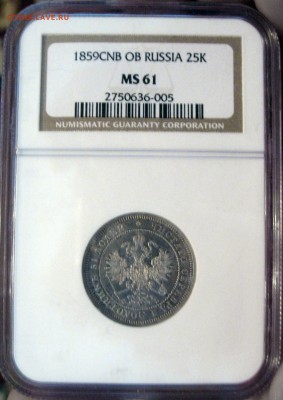 1859CNB OB RUSSIA 25K
MS 61
2750636-005
NUMISMATIC GUARANTY CORPORATION